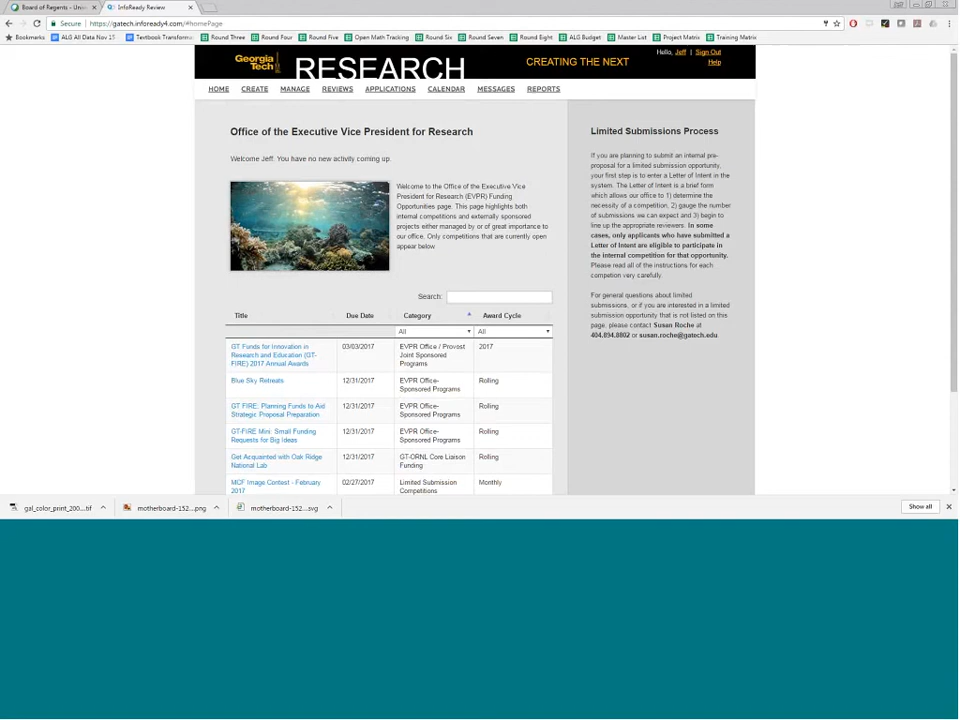 Board of Regents - Univ
InfoReady Review
Secure
https://gatech.infoready4.com/#homePage
Bookmarks
ALG All Data Nov 15
Textbook Transforma
Round Three
Round Four
Round Five
Open Math Tracking
Round Six
Round Seven
Round Eight
ALG Budget
Master List
Project Matrix
Training Matrix
Georgia Tech
RESEARCH
CREATING THE NEXT
Hello, Jeff | Sign Out
Help
HOME CREATE MANAGE REVIEWS APPLICATIONS CALENDAR MESSAGES REPORTS
Office of the Executive Vice President for Research
Welcome Jeff. You have no new activity coming up.
Welcome to the Office of the Executive Vice
President for Research (EVPR) Funding
Opportunities page. This page highlights both
internal competitions and externally sponsored
projects either managed by or of great importance to
our office. Only competitions that are currently open
appear below
Search:
Title Due Date Category Award Cycle
All All
GT Funds for Innovation in
Research and Education (GT-
FIRE) 2017 Annual Awards
03/03/2017
EVPR Office / Provost
Joint Sponsored
Programs
2017
Blue Sky Retreats
12/31/2017
EVPR Office-
Sponsored Programs
Rolling
GT FIRE: Planning Funds to Aid
Strategic Proposal Preparation
12/31/2017
EVPR Office-
Sponsored Programs
Rolling
GT-FIRE Mini: Small Funding
Requests for Big Ideas
12/31/2017
EVPR Office-
Sponsored Programs
Rolling
Get Acquainted with Oak Ridge
National Lab
12/31/2017
GT-ORNL Core Liaison
Funding
Rolling
MCF Image Contest - February
2017
02/27/2017
Limited Submission
Competitions
Monthly
Limited Submissions Process
If you are planning to submit an internal pre-
proposal for a limited submission opportunity,
your first step is to enter a Letter of Intent in the
system. The Letter of Intent is a brief form
which allows our office to 1) determine the
necessity of a competition, 2) gauge the number
of submissions we can expect and 3) begin to
line up the appropriate reviewers. In some
cases, only applicants who have submitted a
Letter of Intent are eligible to participate in
the internal competition for that opportunity.
Please read all of the instructions for each
competion very carefully.
For general questions about limited
submissions, or if you are interested in a limited
submission opportunity that is not listed on this
page, please contact Susan Roche at
404.894.8802 or susan.roche@gatech.edu
gal_color_print_200....tif
motherboard-152....png
motherboard-152....svg
Show all